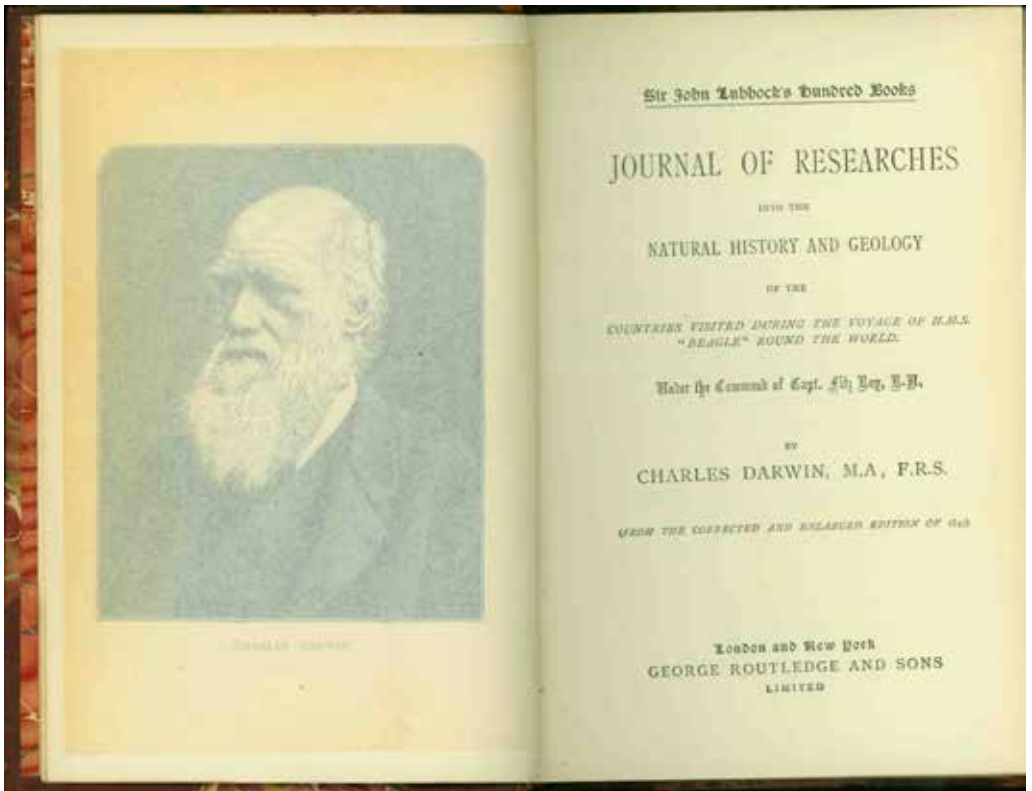 CHARLES DARWIN
Sir John Lubbock's Hundred Books
JOURNAL OF RESEARCHES
INTO THE
NATURAL HISTORY AND GEOLOGY
OF THE
COUNTRIES VISITED DURING THE VOYAGE OF H.M.S.
"BEAGLE" ROUND THE WORLD.
Under the Command of Capt. Fitz Roy, R.N.
BY
CHARLES DARWIN, M.A., F.R.S.
(FROM THE CORRECTED AND ENLARGED EDITION OF
London and New York
GEORGE ROUTLEDGE AND SONS
LIMITED